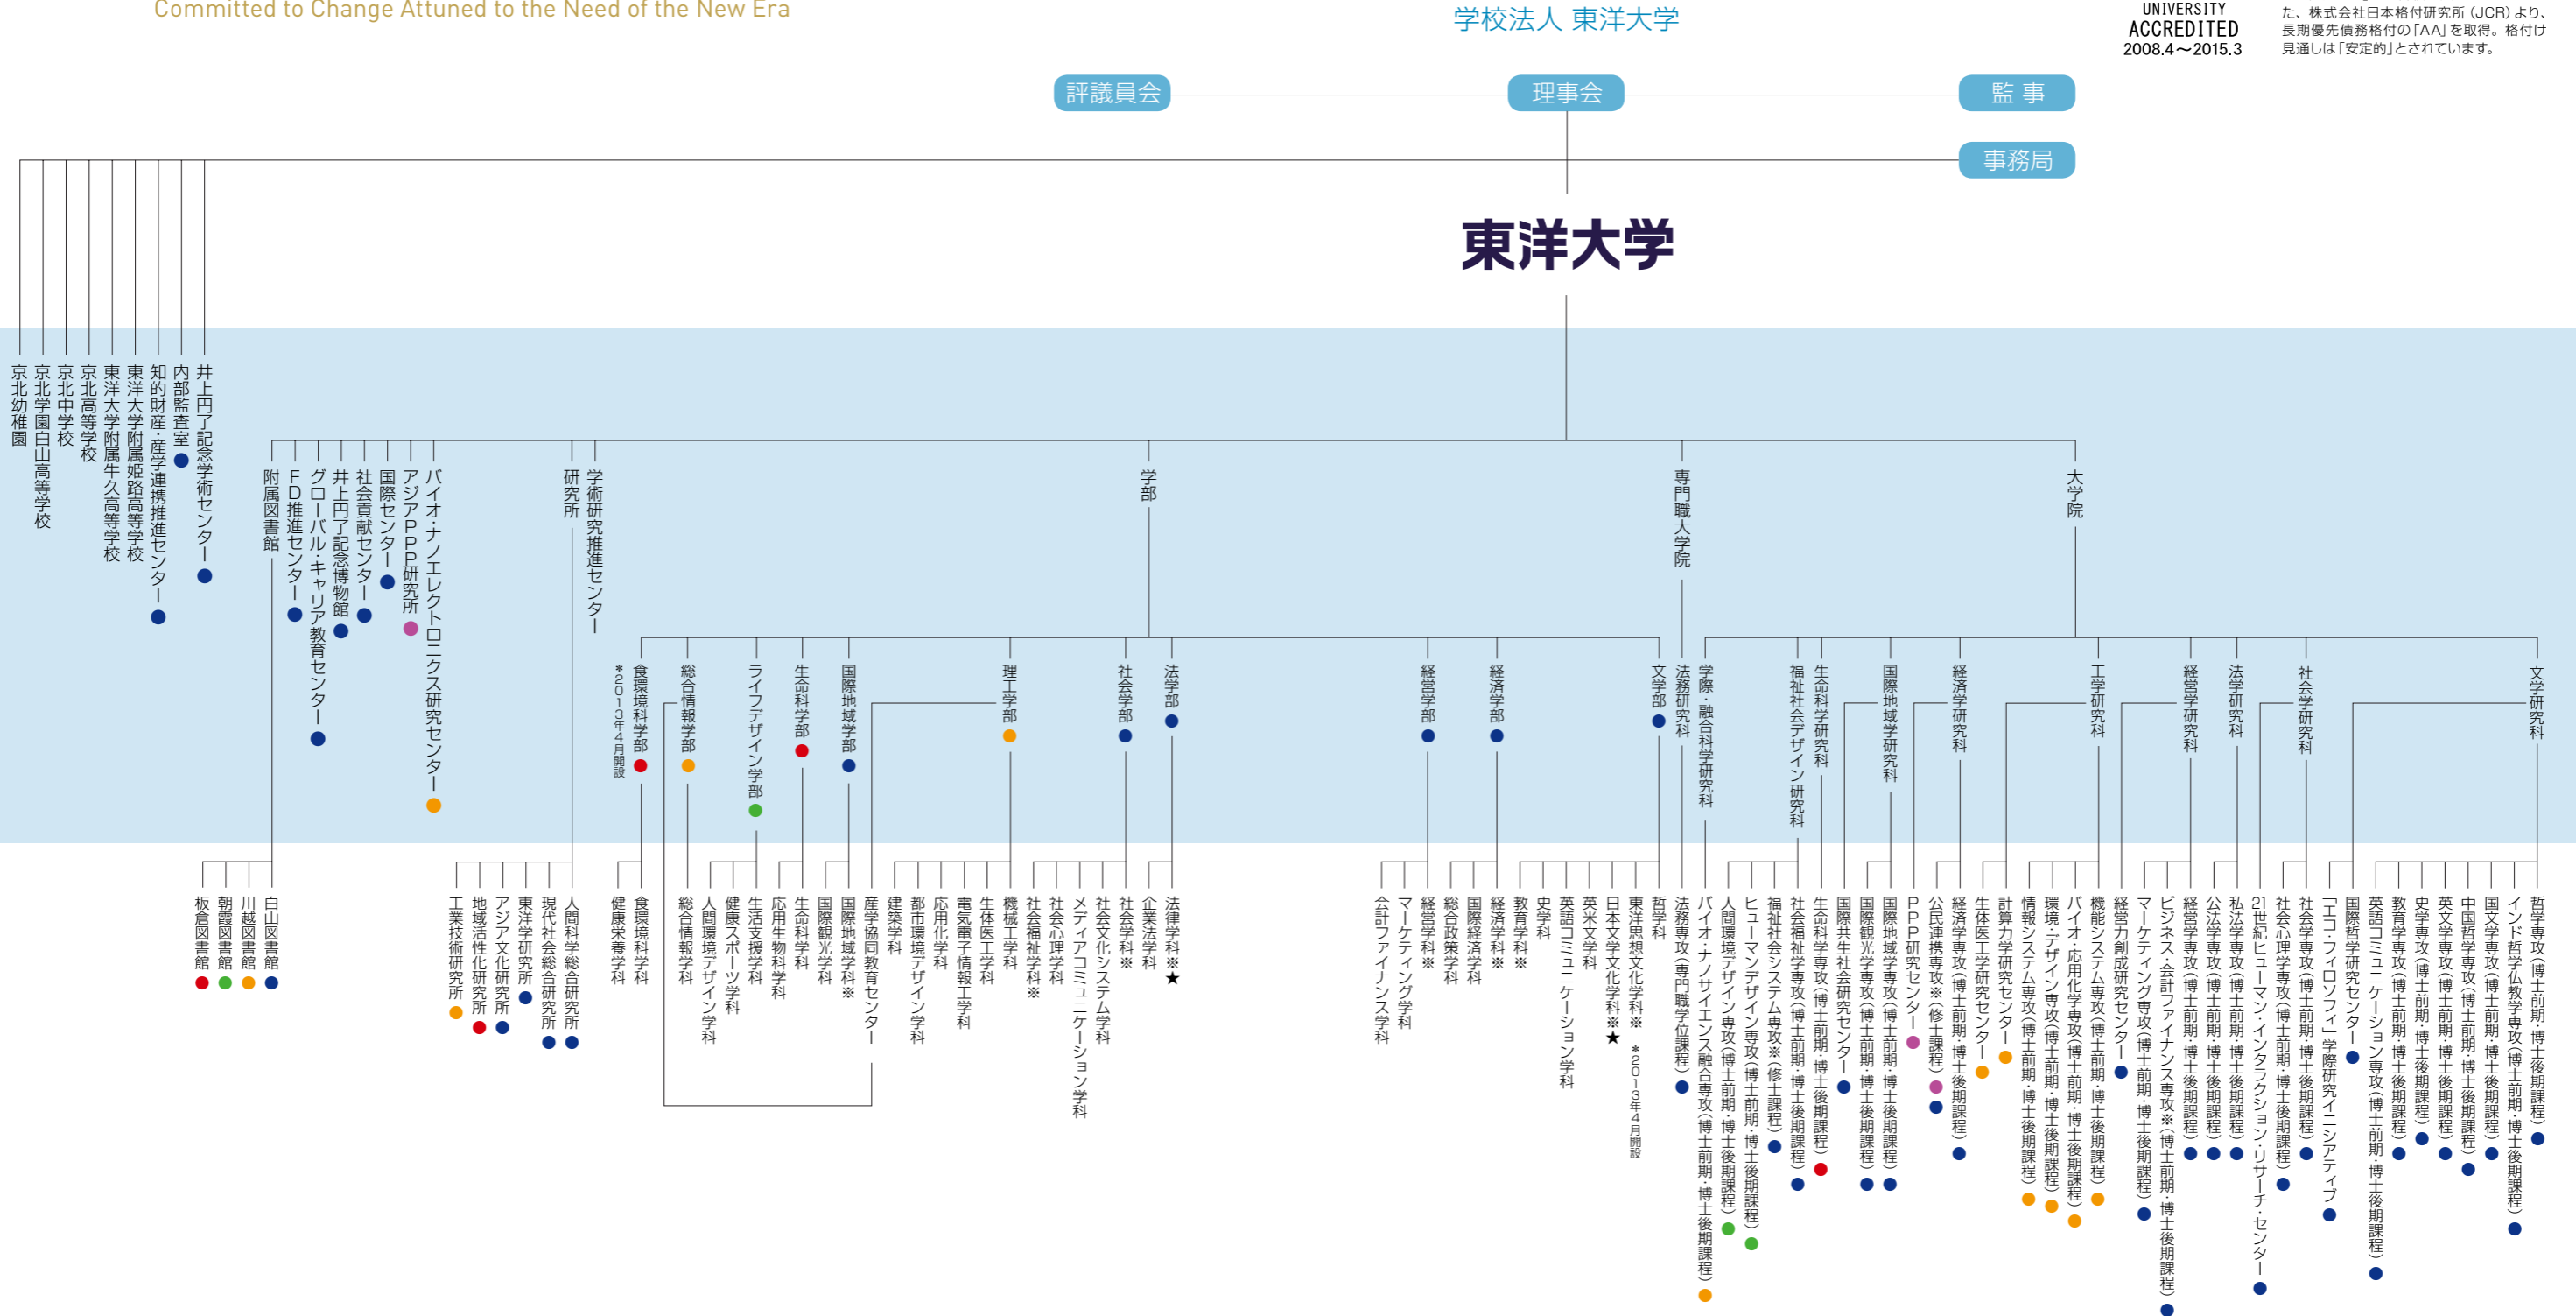 Committed to Change Attuned to the Need of the New Era
学校法人 東洋大学
UNIVERSITY
ACCREDITED
2008.4〜2015.3
た、株式会社日本格付研究所（JCR）より、
長期優先債務格付の「AA」を取得。格付け
見通しは「安定的」とされています。
評議員会
理事会
監 事
事務局
東洋大学
井上円了記念学術センター
内部監査室
知的財産・産学連携推進センター
東洋大学附属姫路高等学校
東洋大学附属牛久高等学校
京北高等学校
京北中学校
京北学園白山高等学校
京北幼稚園
大学院
専門職大学院
学部
学術研究推進センター
研究所
バイオ・ナノエレクトロニクス研究センター
アジアPPP研究所
国際センター
社会貢献センター
井上円了記念博物館
グローバル・キャリア教育センター
FD推進センター
附属図書館
文学研究科
社会学研究科
法学研究科
経営学研究科
工学研究科
経済学研究科
国際地域学研究科
生命科学研究科
福祉社会デザイン研究科
学際・融合科学研究科
法務研究科
文学部
経済学部
経営学部
法学部
社会学部
理工学部
国際地域学部
生命科学部
ライフデザイン学部
総合情報学部
食環境科学部
＊2013年4月開設
哲学専攻（博士前期・博士後期課程）
インド哲学仏教学専攻（博士前期・博士後期課程）
国文学専攻（博士前期・博士後期課程）
中国哲学専攻（博士前期・博士後期課程）
英文学専攻（博士前期・博士後期課程）
史学専攻（博士前期・博士後期課程）
教育学専攻（博士前期・博士後期課程）
英語コミュニケーション専攻（博士前期・博士後期課程）
国際哲学研究センター
「エコ・フィロソフィ」学際研究イニシアティブ
社会学専攻（博士前期・博士後期課程）
社会心理学専攻（博士前期・博士後期課程）
21世紀ヒューマン・インタラクション・リサーチ・センター
私法学専攻（博士前期・博士後期課程）
公法学専攻（博士前期・博士後期課程）
経営学専攻（博士前期・博士後期課程）
ビジネス・会計ファイナンス専攻※（博士前期・博士後期課程）
マーケティング専攻（博士前期・博士後期課程）
経営力創成研究センター
機能システム専攻（博士前期・博士後期課程）
バイオ・応用化学専攻（博士前期・博士後期課程）
環境・デザイン専攻（博士前期・博士後期課程）
情報システム専攻（博士前期・博士後期課程）
計算力学研究センター
生体医工学研究センター
経済学専攻（博士前期・博士後期課程）
公民連携専攻※（修士課程）
PPP研究センター
国際地域学専攻（博士前期・博士後期課程）
国際観光学専攻（博士前期・博士後期課程）
国際共生社会研究センター
生命科学専攻（博士前期・博士後期課程）
社会福祉学専攻（博士前期・博士後期課程）
福祉社会システム専攻※（修士課程）
ヒューマンデザイン専攻（博士前期・博士後期課程）
人間環境デザイン専攻（博士前期・博士後期課程）
バイオ・ナノサイエンス融合専攻（博士前期・博士後期課程）
法務専攻（専門職学位課程）
哲学科
東洋思想文化学科※ ＊2013年4月開設
日本文学文化学科※★
英米文学科
英語コミュニケーション学科
史学科
教育学科※
経済学科※
国際経済学科
総合政策学科
経営学科※
マーケティング学科
会計ファイナンス学科
法律学科※★
企業法学科
社会学科※
社会文化システム学科
メディアコミュニケーション学科
社会心理学科
社会福祉学科※
機械工学科
生体医工学科
電気電子情報工学科
応用化学科
都市環境デザイン学科
建築学科
産学協同教育センター
国際地域学科※
国際観光学科
生命科学科
応用生物科学科
生活支援学科
健康スポーツ学科
人間環境デザイン学科
総合情報学科
食環境科学科
健康栄養学科
人間科学総合研究所
現代社会総合研究所
東洋学研究所
アジア文化研究所
地域活性化研究所
工業技術研究所
白山図書館
川越図書館
朝霞図書館
板倉図書館